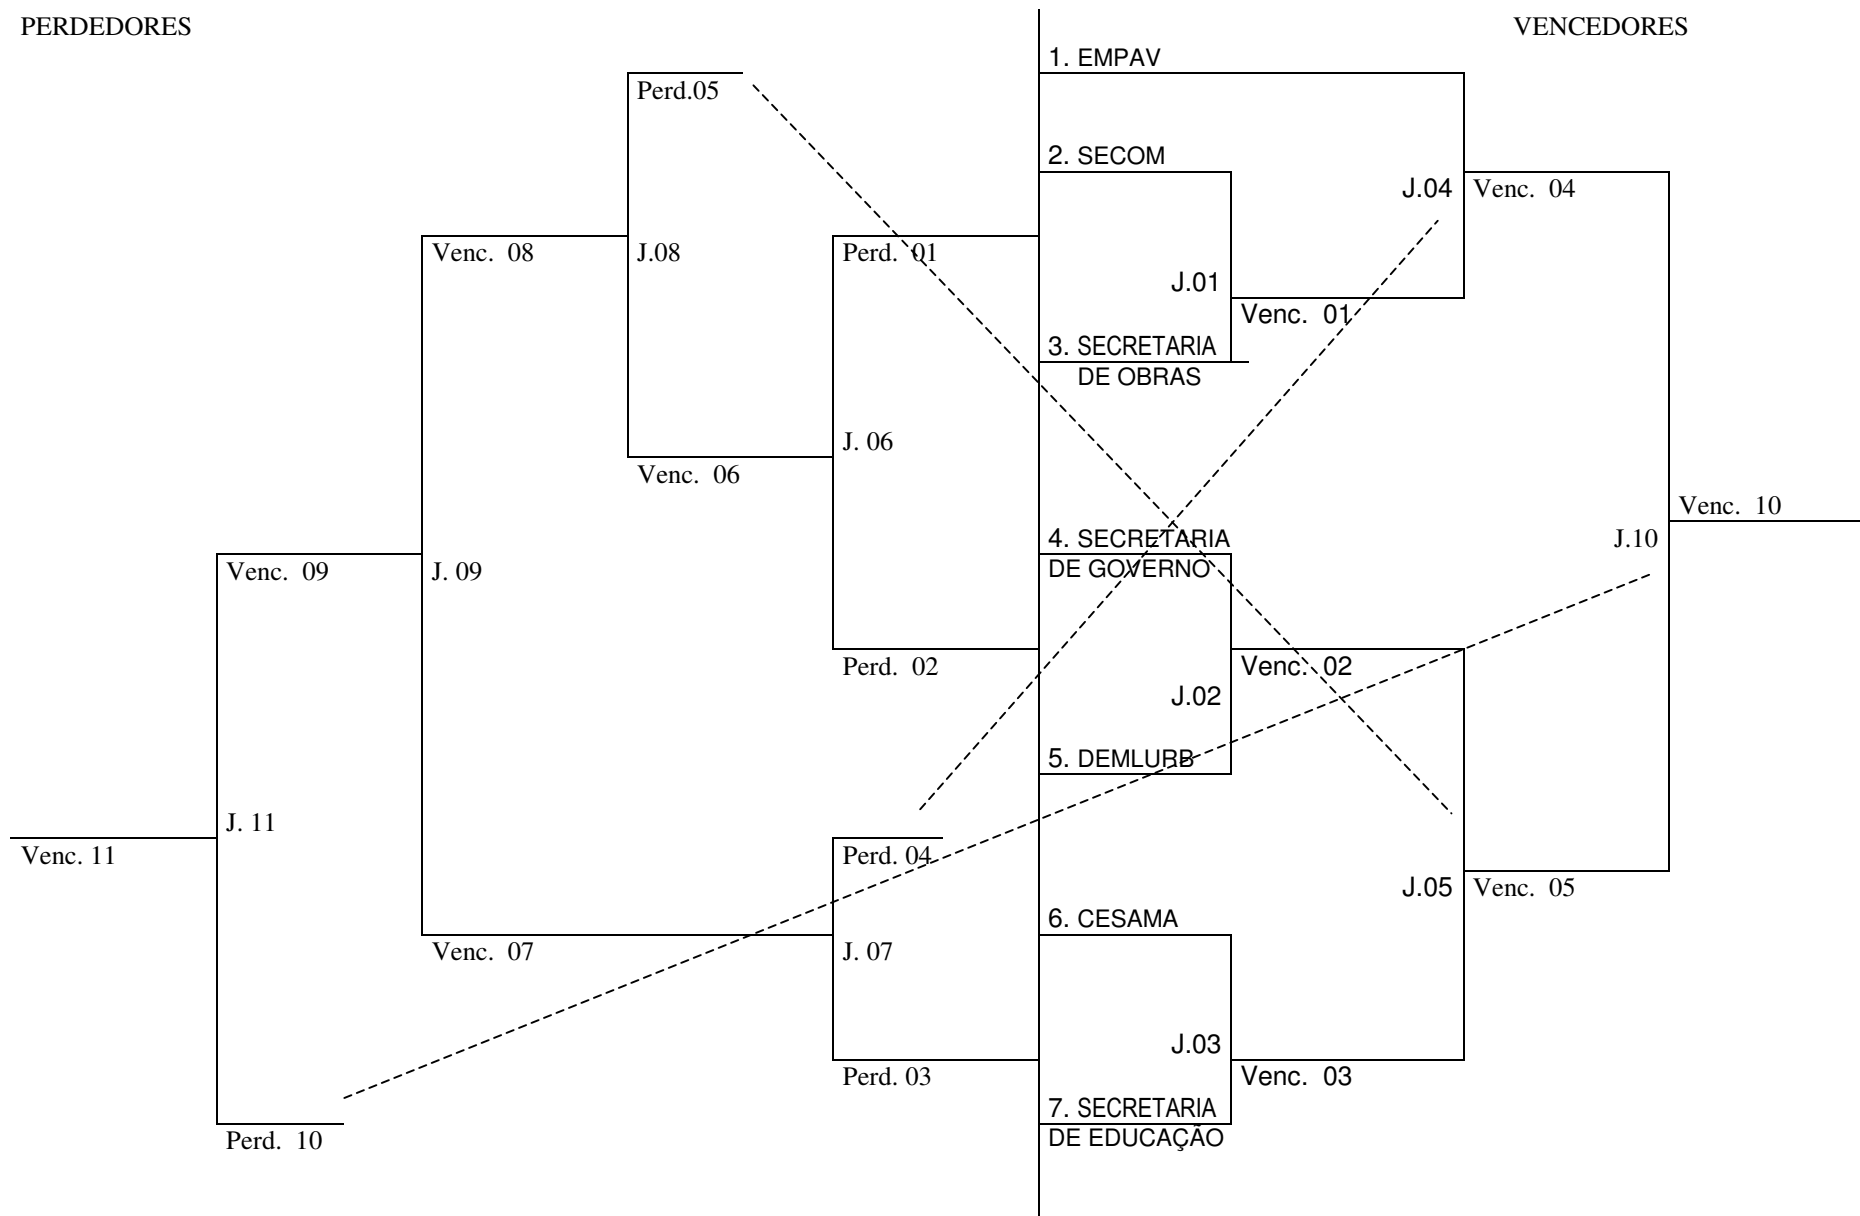 PERDEDORES
VENCEDORES
1. EMPAV
Perd.05
2. SECOM
J.04
Venc. 04
Venc. 08
J.08
Perd. 01
J.01
Venc. 01
3. SECRETARIA
DE OBRAS
J. 06
Venc. 06
Venc. 10
4. SECRETARIA
DE GOVERNO
J.10
Venc. 09
J. 09
Perd. 02
Venc. 02
J.02
5. DEMLURB
J. 11
Venc. 11
Perd. 04
J.05
Venc. 05
6. CESAMA
Venc. 07
J. 07
J.03
Perd. 03
Venc. 03
7. SECRETARIA
DE EDUCAÇÃO
Perd. 10